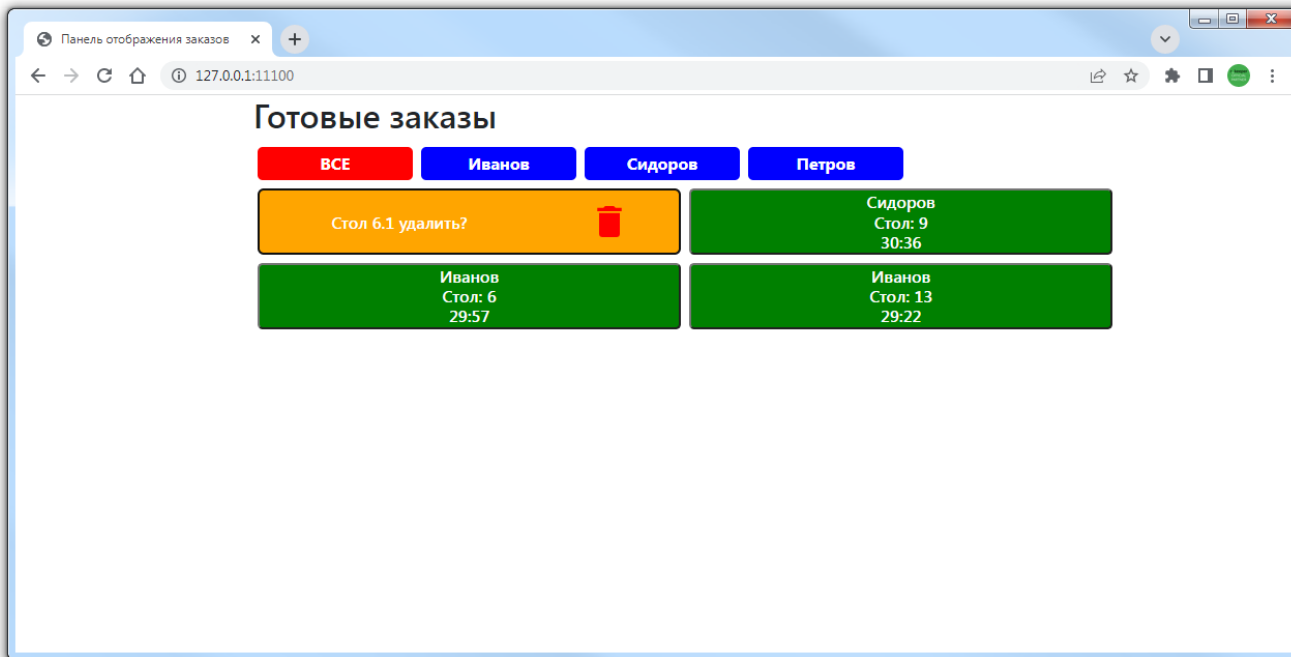 Панель отображения заказов
127.0.0.1:11100
Готовые заказы
ВСЕ Иванов Сидоров Петров
Стол 6.1 удалить?
Сидоров
Стол: 9
30:36
Иванов
Стол: 6
29:57
Иванов
Стол: 13
29:22